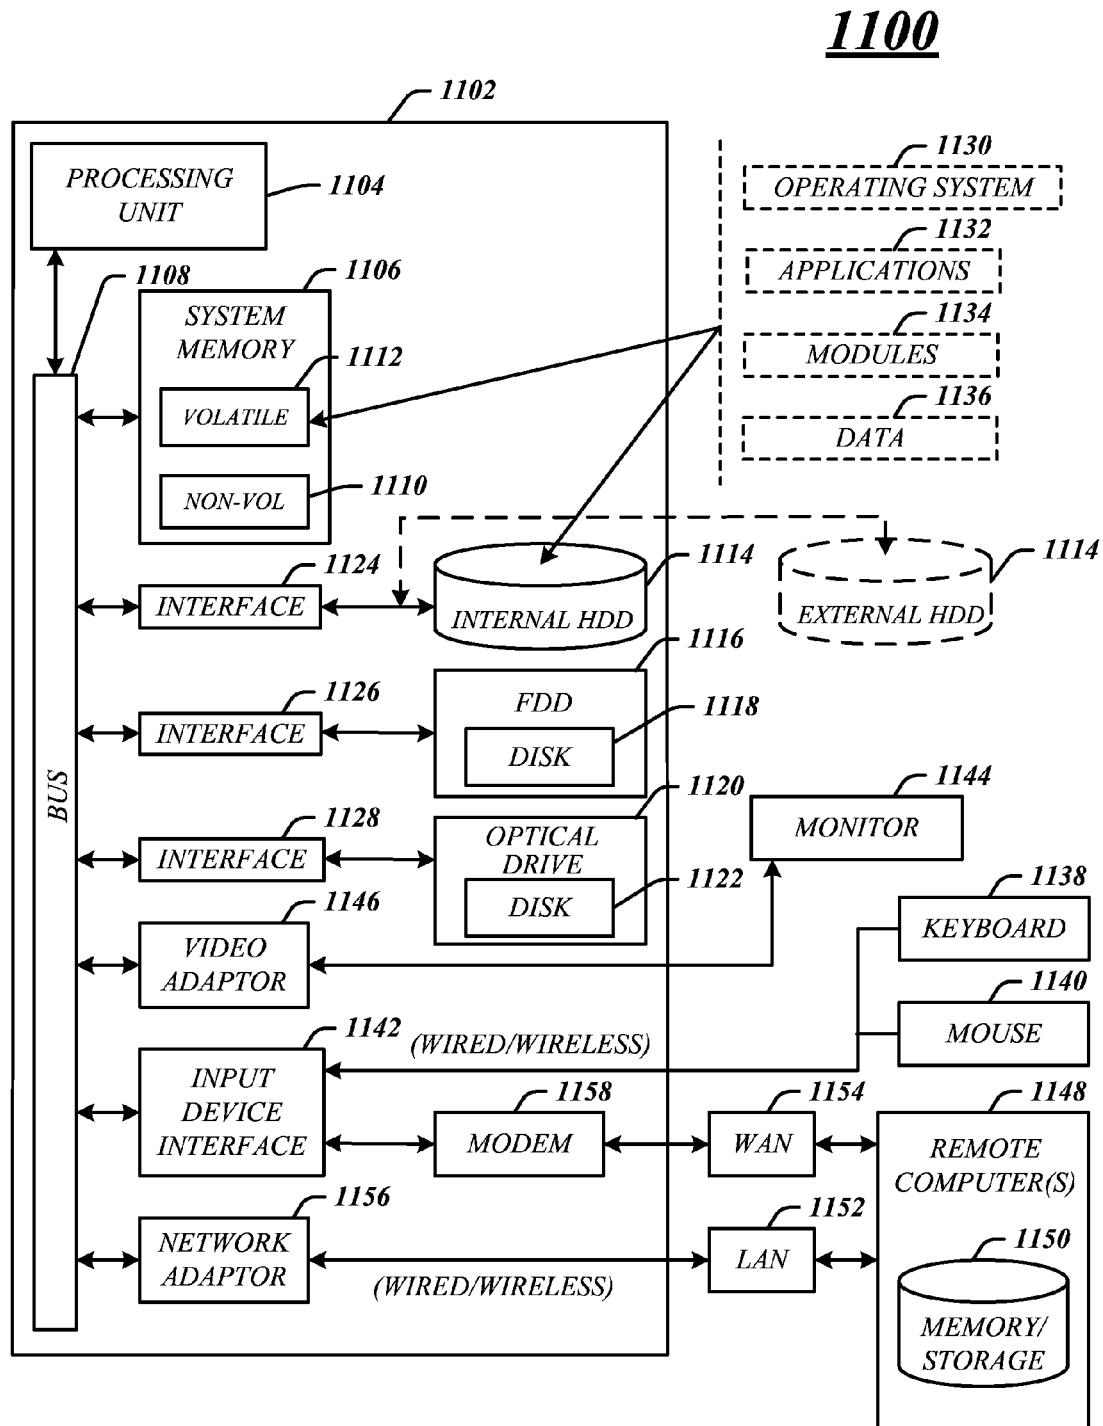 1100
1102
PROCESSING
UNIT
1104
1108
1106
SYSTEM
MEMORY
1112
VOLATILE
1110
NON-VOL
1130
OPERATING SYSTEM
1132
APPLICATIONS
1134
MODULES
1136
DATA
1124
INTERFACE
1114
INTERNAL HDD
1114
EXTERNAL HDD
1126
INTERFACE
1116
FDD
1118
DISK
BUS
1128
INTERFACE
1120
OPTICAL
DRIVE
1122
DISK
1144
MONITOR
1146
VIDEO
ADAPTOR
1138
KEYBOARD
1140
MOUSE
1142
INPUT
DEVICE
INTERFACE
(WIRED/WIRELESS)
1158
MODEM
1154
WAN
1148
REMOTE
COMPUTER(S)
1156
NETWORK
ADAPTOR
(WIRED/WIRELESS)
1152
LAN
1150
MEMORY/
STORAGE